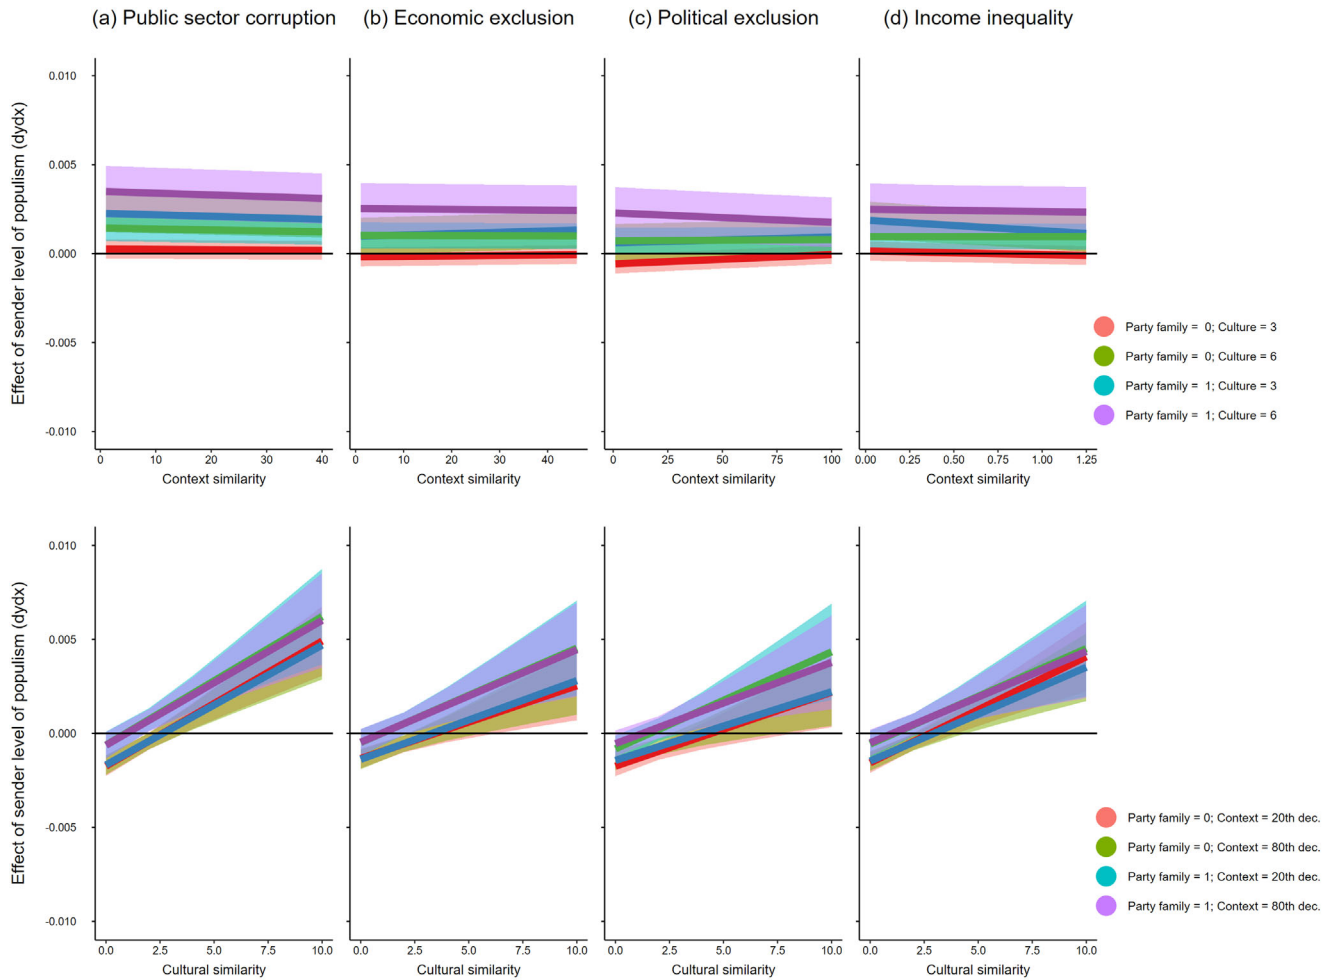 (a) Public sector corruption
(b) Economic exclusion
(c) Political exclusion
(d) Income inequality
Effect of sender level of populism (dydx)
0.010
0.005
0.000
-0.005
-0.010
0 10 20 30 40
Context similarity
0 10 20 30 40
Context similarity
0 25 50 75 100
Context similarity
0.00 0.25 0.50 0.75 1.00 1.25
Context similarity
Party family = 0; Culture = 3
Party family = 0; Culture = 6
Party family = 1; Culture = 3
Party family = 1; Culture = 6
Effect of sender level of populism (dydx)
0.010
0.005
0.000
-0.005
-0.010
0.0 2.5 5.0 7.5 10.0
Cultural similarity
0.0 2.5 5.0 7.5 10.0
Cultural similarity
0.0 2.5 5.0 7.5 10.0
Cultural similarity
0.0 2.5 5.0 7.5 10.0
Cultural similarity
Party family = 0; Context = 20th dec.
Party family = 0; Context = 80th dec.
Party family = 1; Context = 20th dec.
Party family = 1; Context = 80th dec.